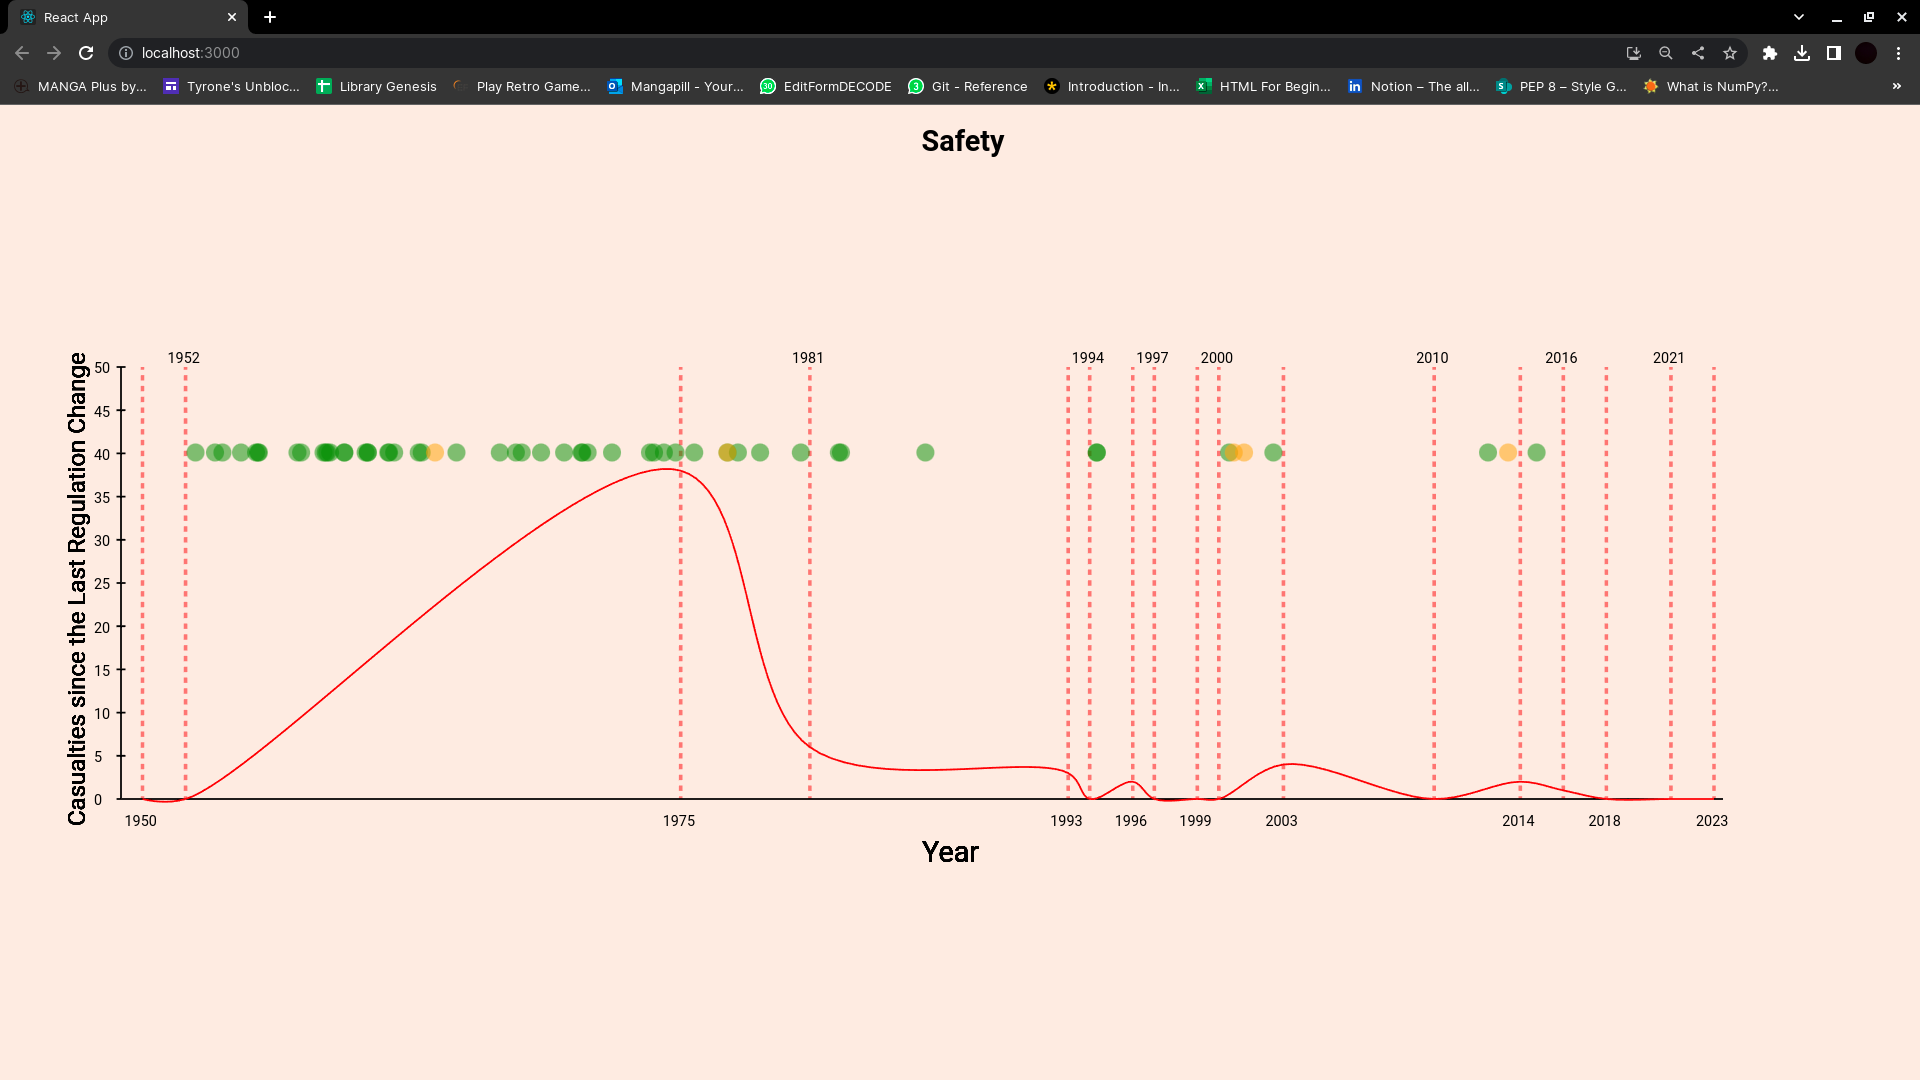 React App
localhost:3000
MANGA Plus by...
Tyrone's Unbloc...
Library Genesis
Play Retro Game...
Mangapill - Your...
30
EditFormDECODE
3
Git - Reference
Introduction - In...
HTML For Begin...
Notion – The all...
PEP 8 – Style G...
What is NumPy?...
Safety
1952 1981 1994 1997 2000 2010 2016 2021
Casualties since the Last Regulation Change
50
45
40
35
30
25
20
15
10
5
0
1950 1975 1993 1996 1999 2003 2014 2018 2023
Year